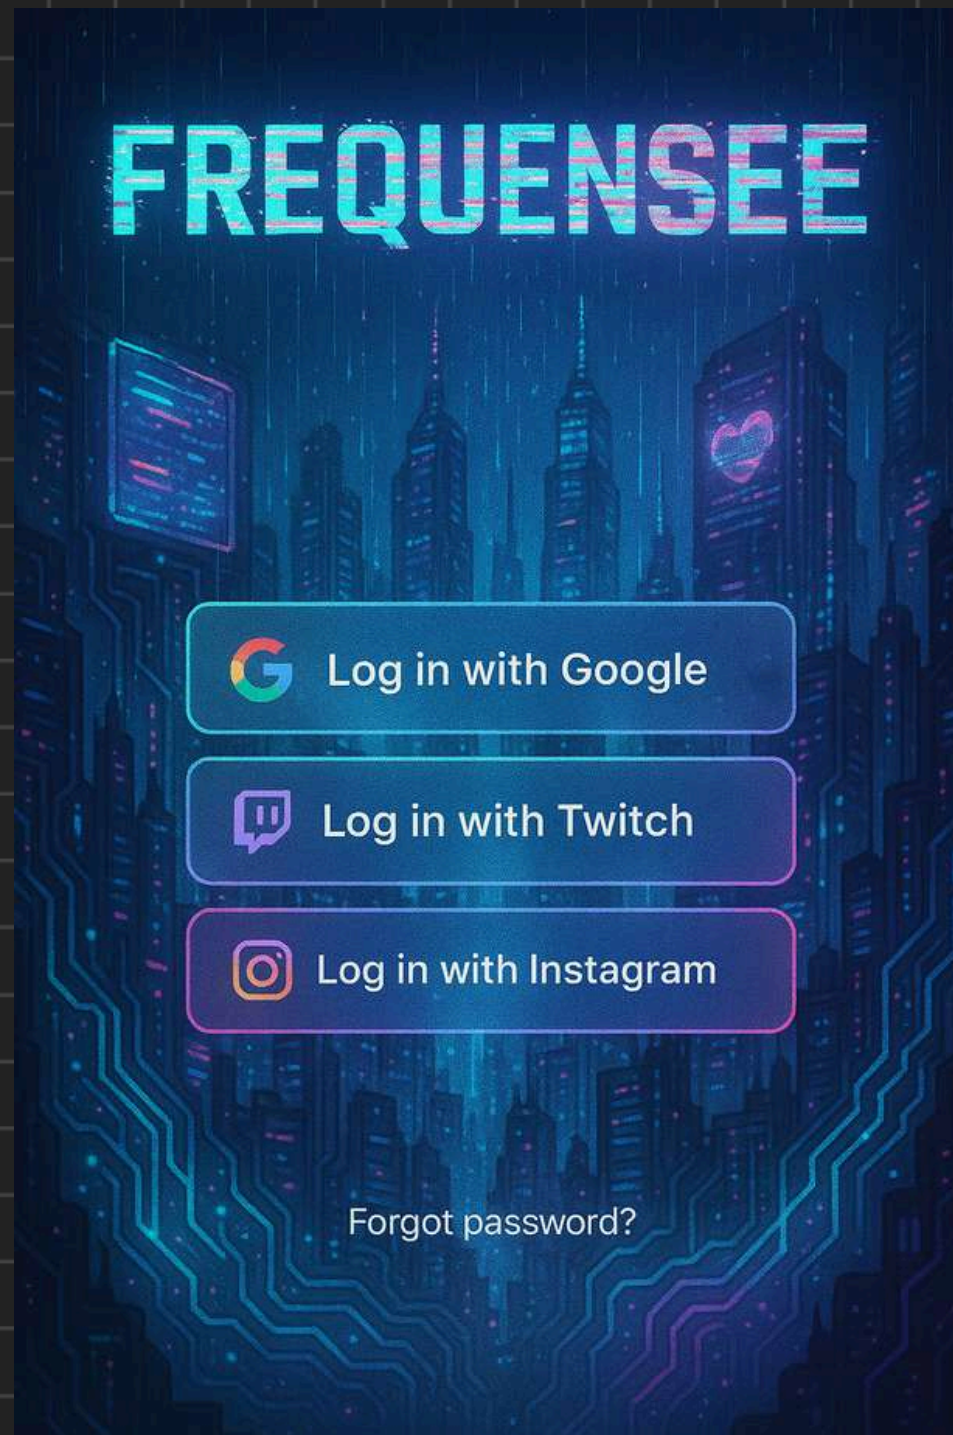 FREQUENSEE
Log in with Google
Log in with Twitch
Log in with Instagram
Forgot password?